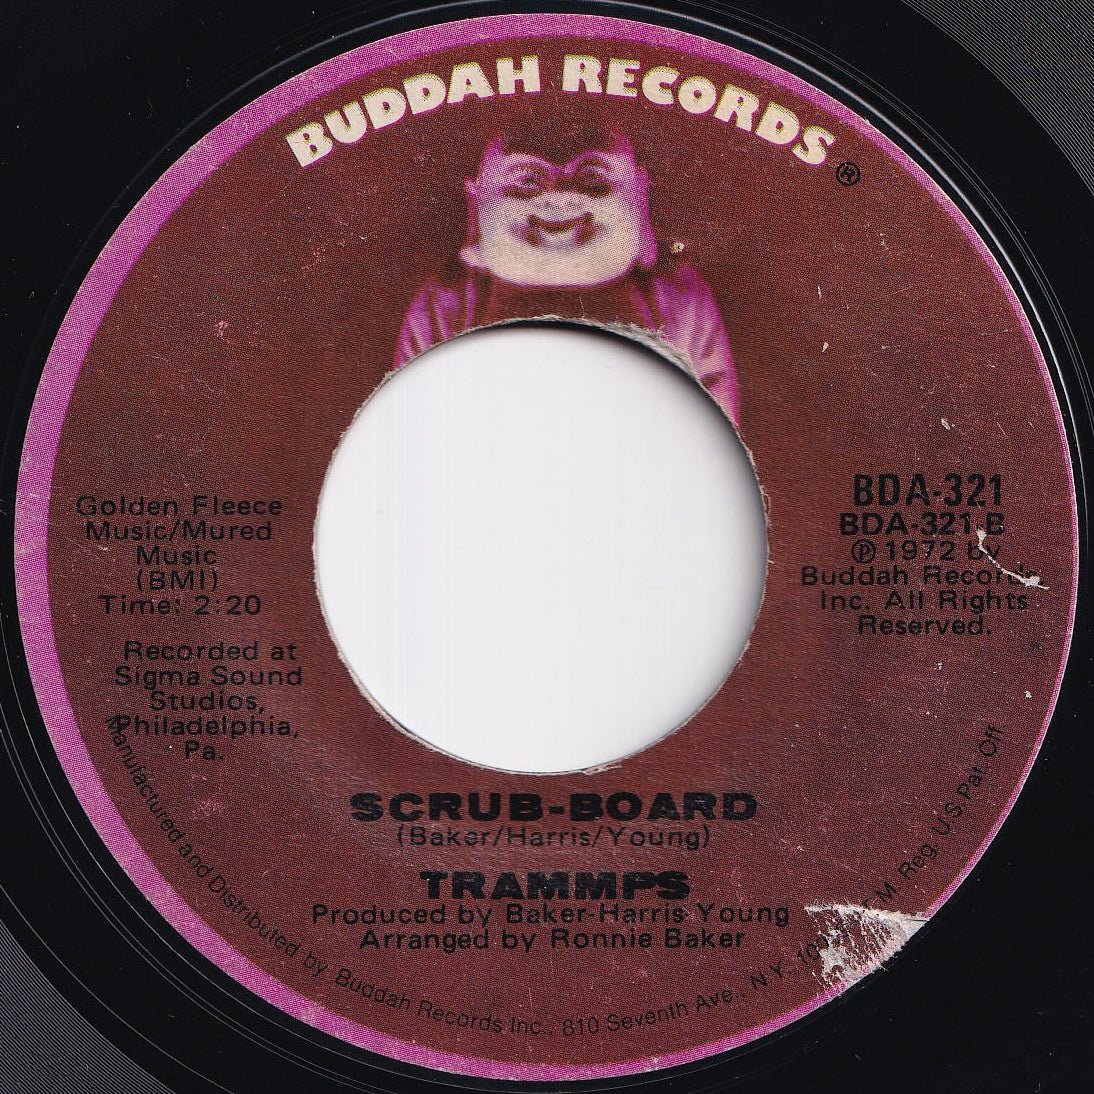 BUDDAH RECORDS®
Golden Fleece
Music/Mured
Music
(BMI)
Time: 2:20
Recorded at
Sigma Sound
Studios,
Philadelphia,
Pa.
BDA-321
BDA-321-B
℗ 1972 by
Buddah Records
Inc. All Rights
Reserved.
SCRUB-BOARD
(Baker/Harris/Young)
TRAMMPS
Produced by Baker-Harris-Young
Arranged by Ronnie Baker
Manufactured and Distributed by Buddah Records Inc., 810 Seventh Ave., N.Y. M. Reg. U.S. Pat. Off